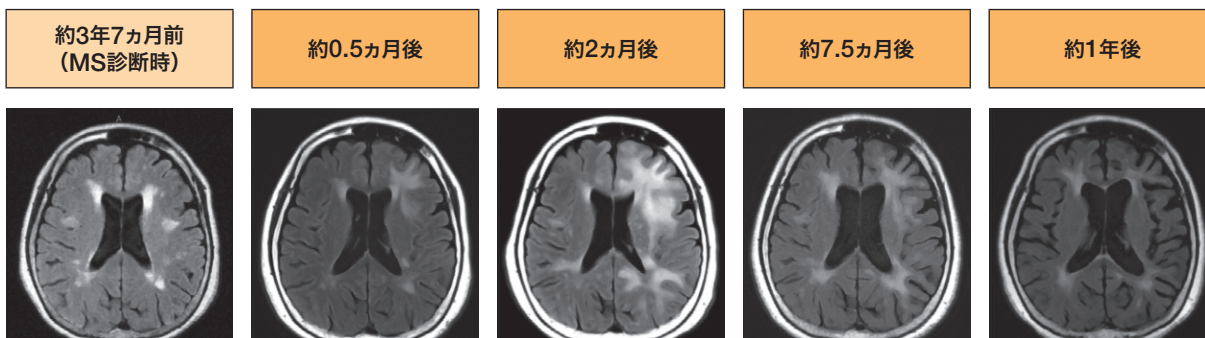 約3年7ヵ月前
（MS診断時）
約0.5ヵ月後
約2ヵ月後
約7.5ヵ月後
約1年後
A